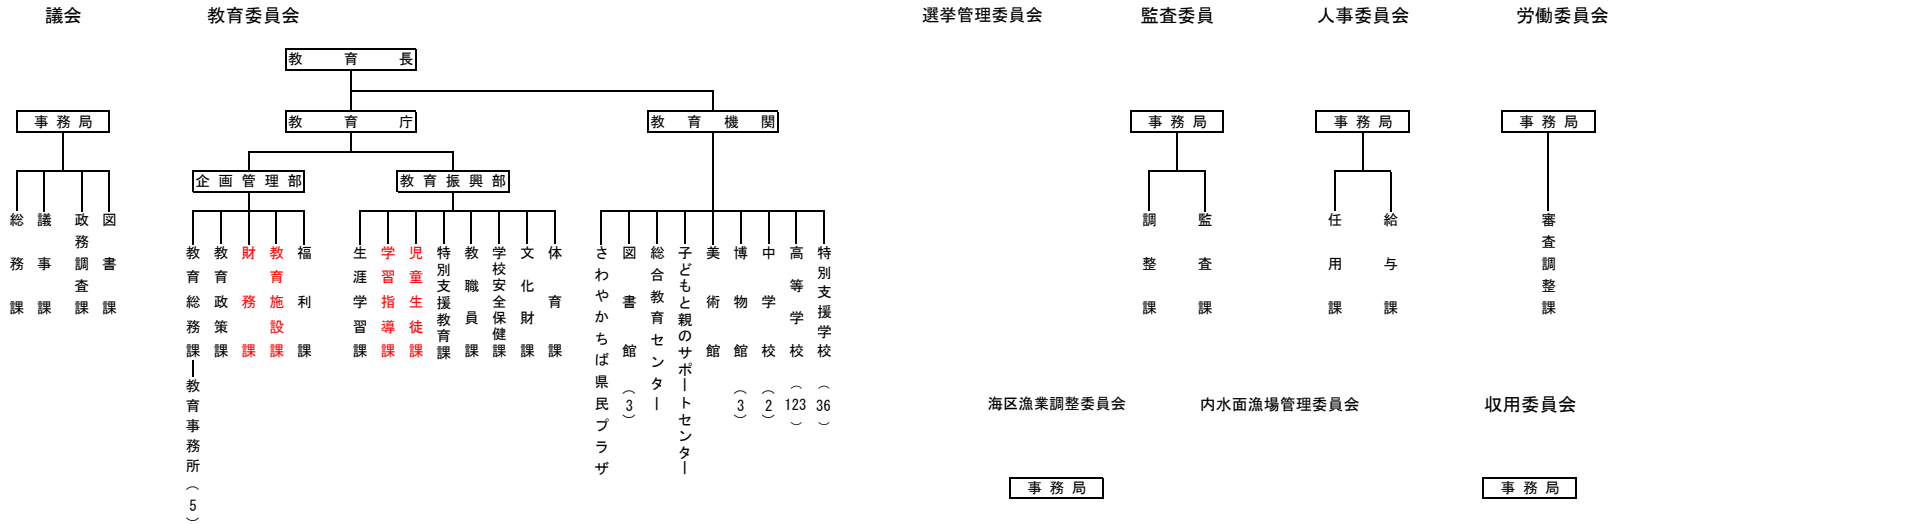 議会
教育委員会
選挙管理委員会
監査委員
人事委員会
労働委員会
教育長
事務局
教育庁
教育機関
事務局
事務局
事務局
企画管理部
教育振興部
総務課
議事課
政務調査課
図書課
教育総務課
教育政策課
財務課
教育施設課
福利課
生涯学習課
学習指導課
児童生徒課
特別支援教育課
教職員課
学校安全保健課
文化財課
体育課
さわやかちば県民プラザ
図書館（3）
総合教育センター
子どもと親のサポートセンター
美術館
博物館（3）
中学校（2）
高等学校（123）
特別支援学校（36）
調整課
監査課
任用課
給与課
審査調整課
教育事務所（5）
海区漁業調整委員会
内水面漁場管理委員会
収用委員会
事務局
事務局